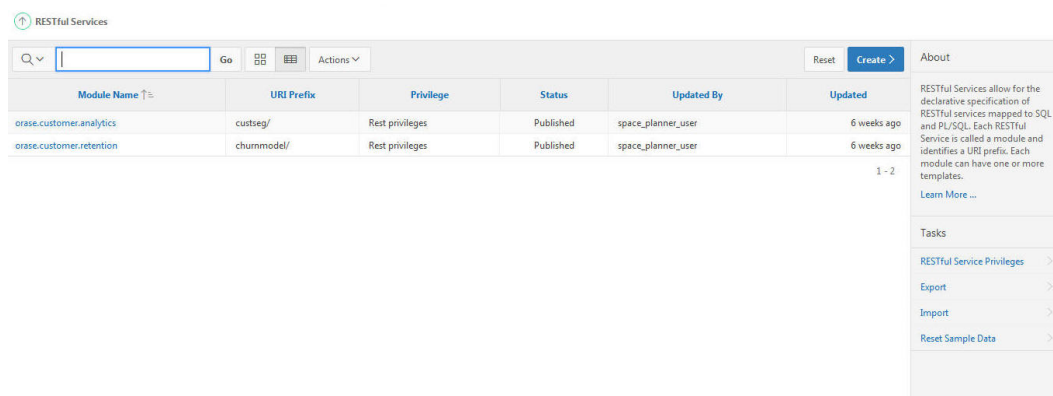 RESTful Services
Go Actions Reset Create >
Module Name URI Prefix Privilege Status Updated By Updated
orase.customer.analytics custseg/ Rest privileges Published space_planner_user 6 weeks ago
orase.customer.retention churnmodel/ Rest privileges Published space_planner_user 6 weeks ago
1 - 2
About
RESTful Services allow for the
declarative specification of
RESTful services mapped to SQL
and PL/SQL. Each RESTful
Service is called a module and
identifies a URI prefix. Each
module can have one or more
templates.
Learn More ...
Tasks
RESTful Service Privileges
Export
Import
Reset Sample Data